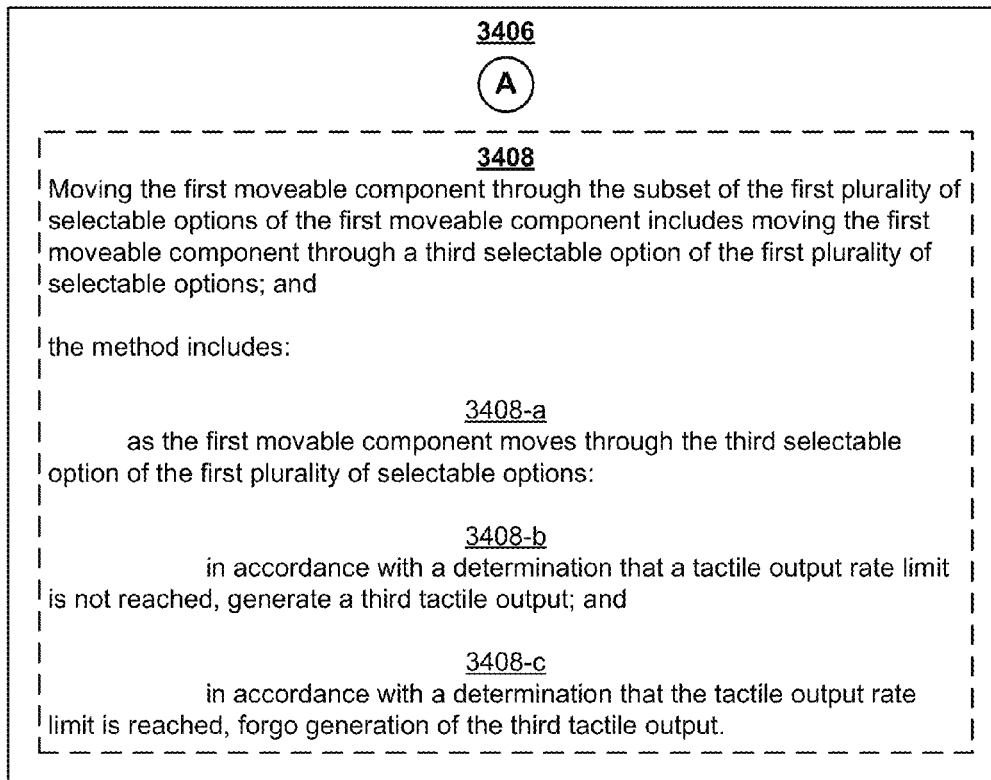 3406
A
3408
Moving the first moveable component through the subset of the first plurality of
selectable options of the first moveable component includes moving the first
moveable component through a third selectable option of the first plurality of
selectable options; and
the method includes:
3408-a
as the first movable component moves through the third selectable
option of the first plurality of selectable options:
3408-b
in accordance with a determination that a tactile output rate limit
is not reached, generate a third tactile output; and
3408-c
in accordance with a determination that the tactile output rate
limit is reached, forgo generation of the third tactile output.